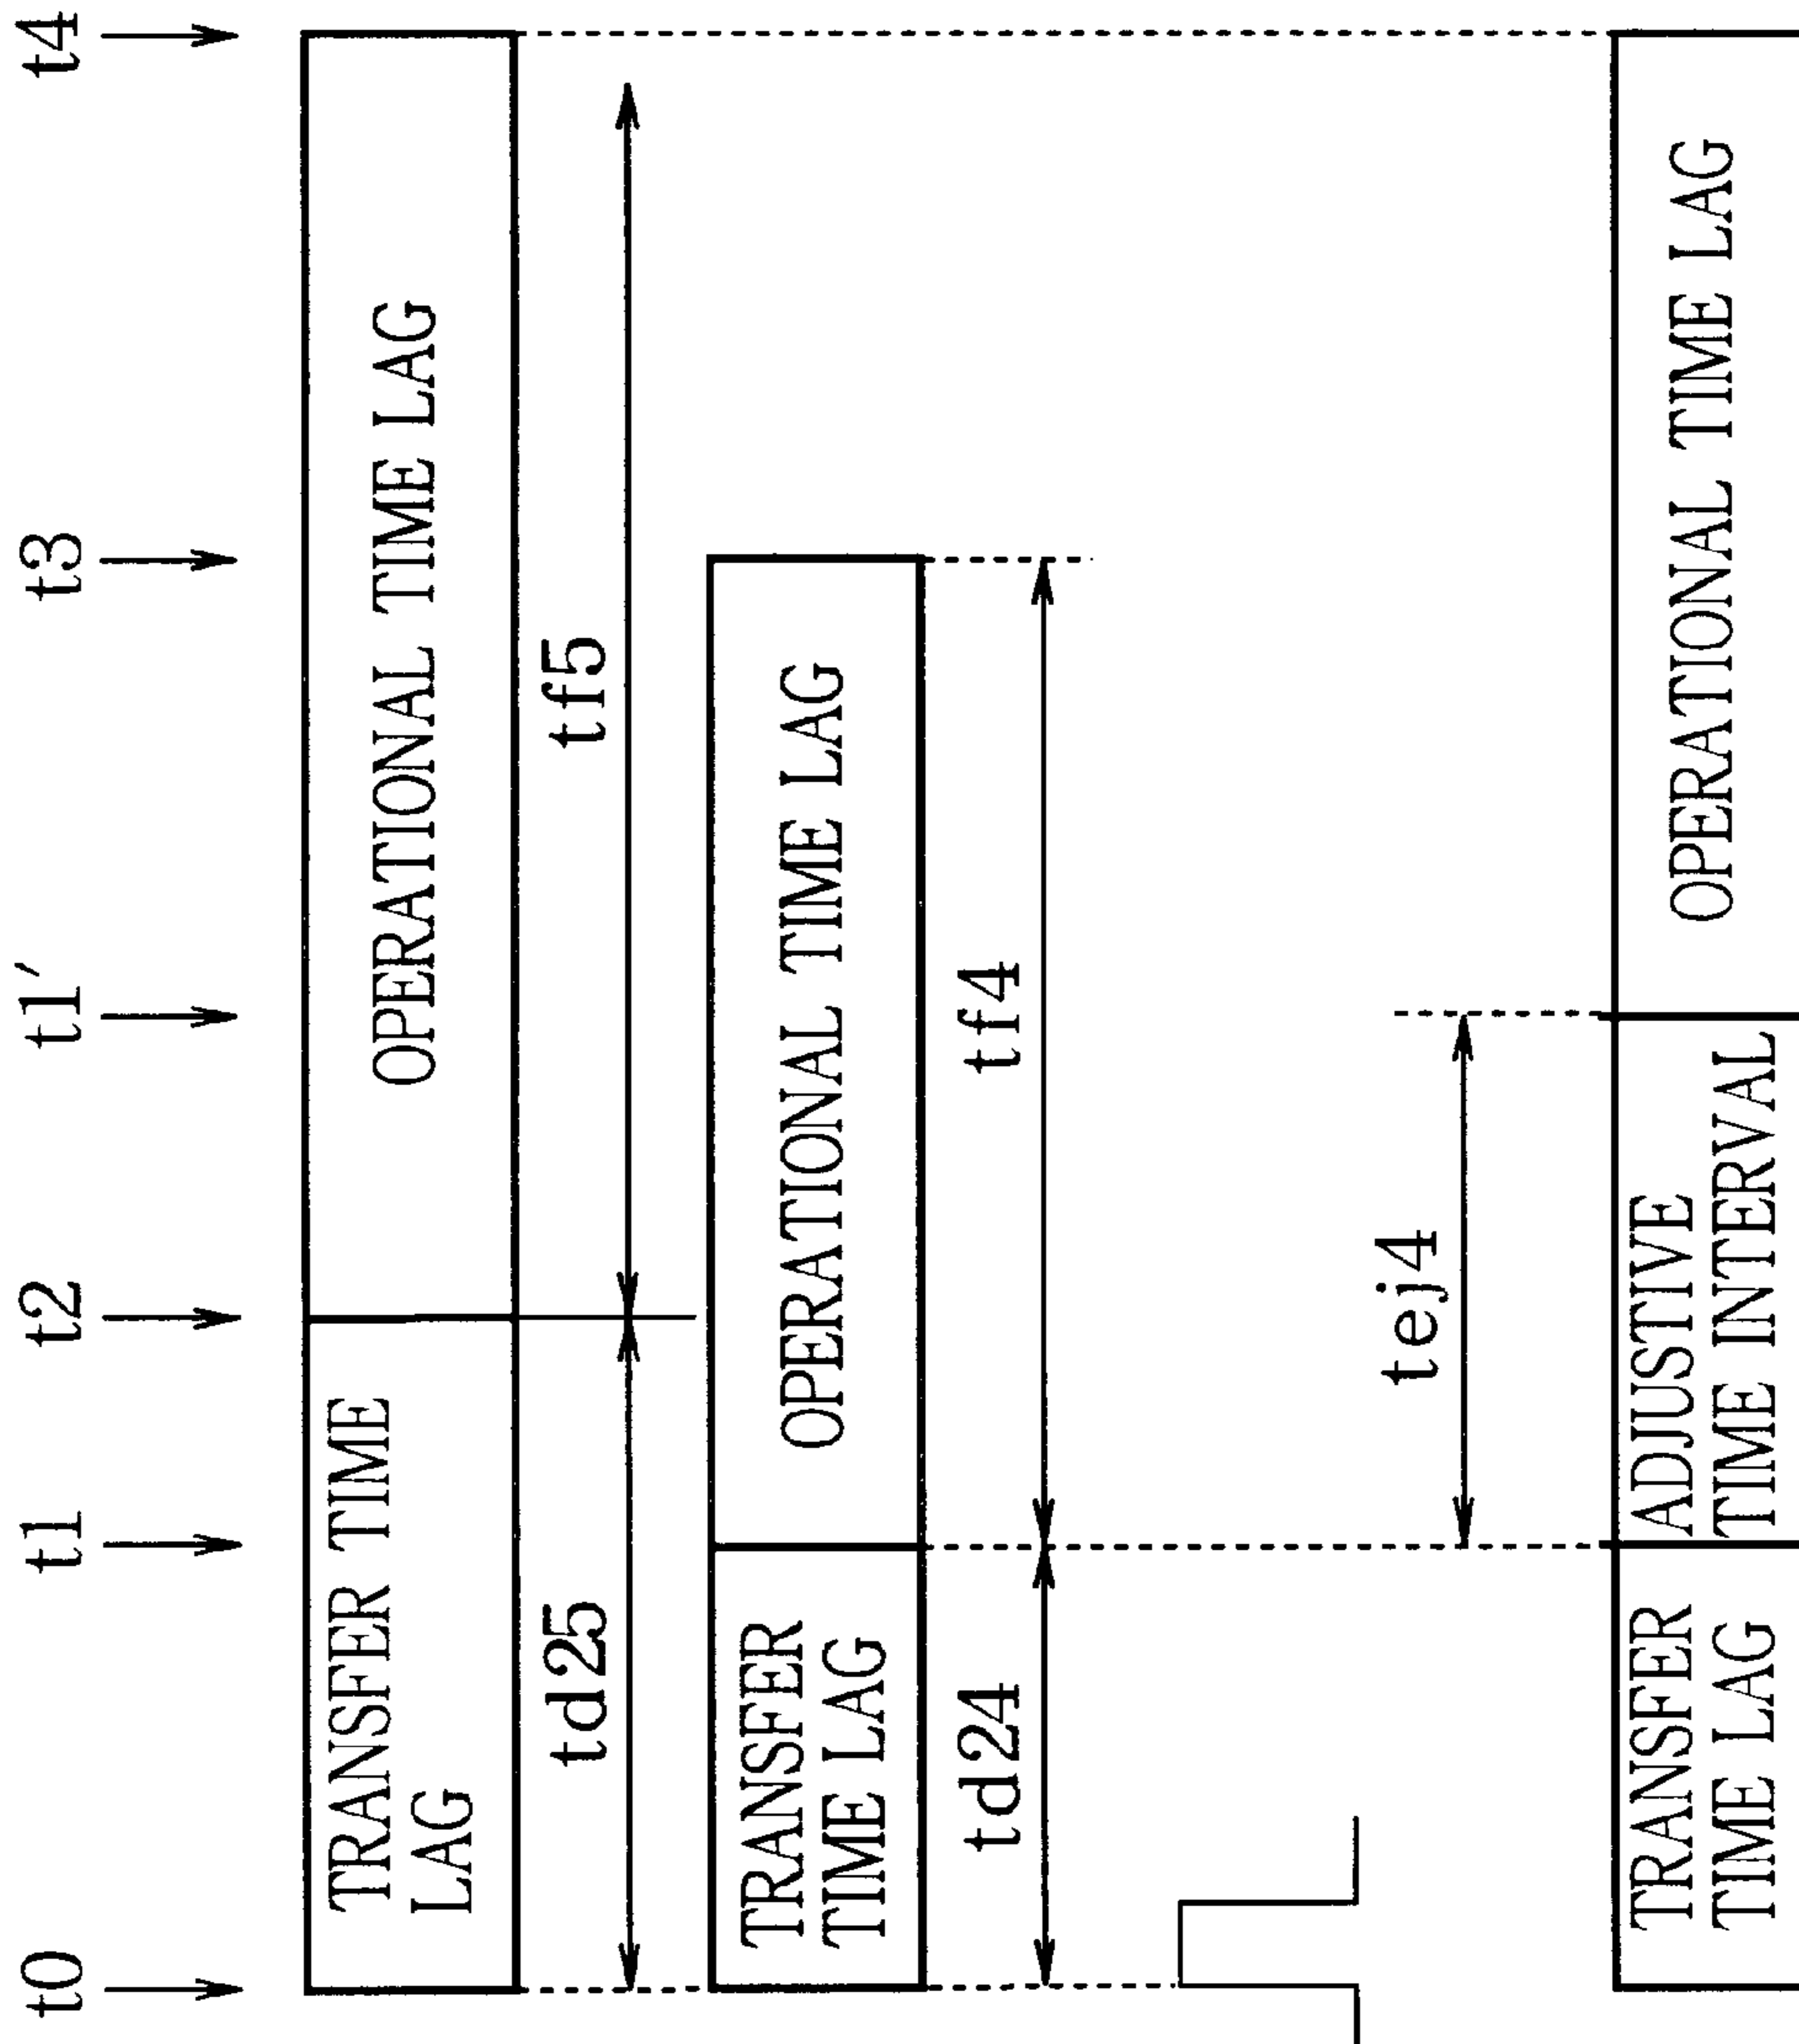 t0
t1
t2
t1′
t3
t4
TRANSFER TIME
LAG
OPERATIONAL TIME LAG
td25
tf5
TRANSFER
TIME LAG
OPERATIONAL TIME LAG
td24
tf4
tej4
TRANSFER
TIME LAG
ADJUSTIVE
TIME INTERVAL
OPERATIONAL TIME LAG